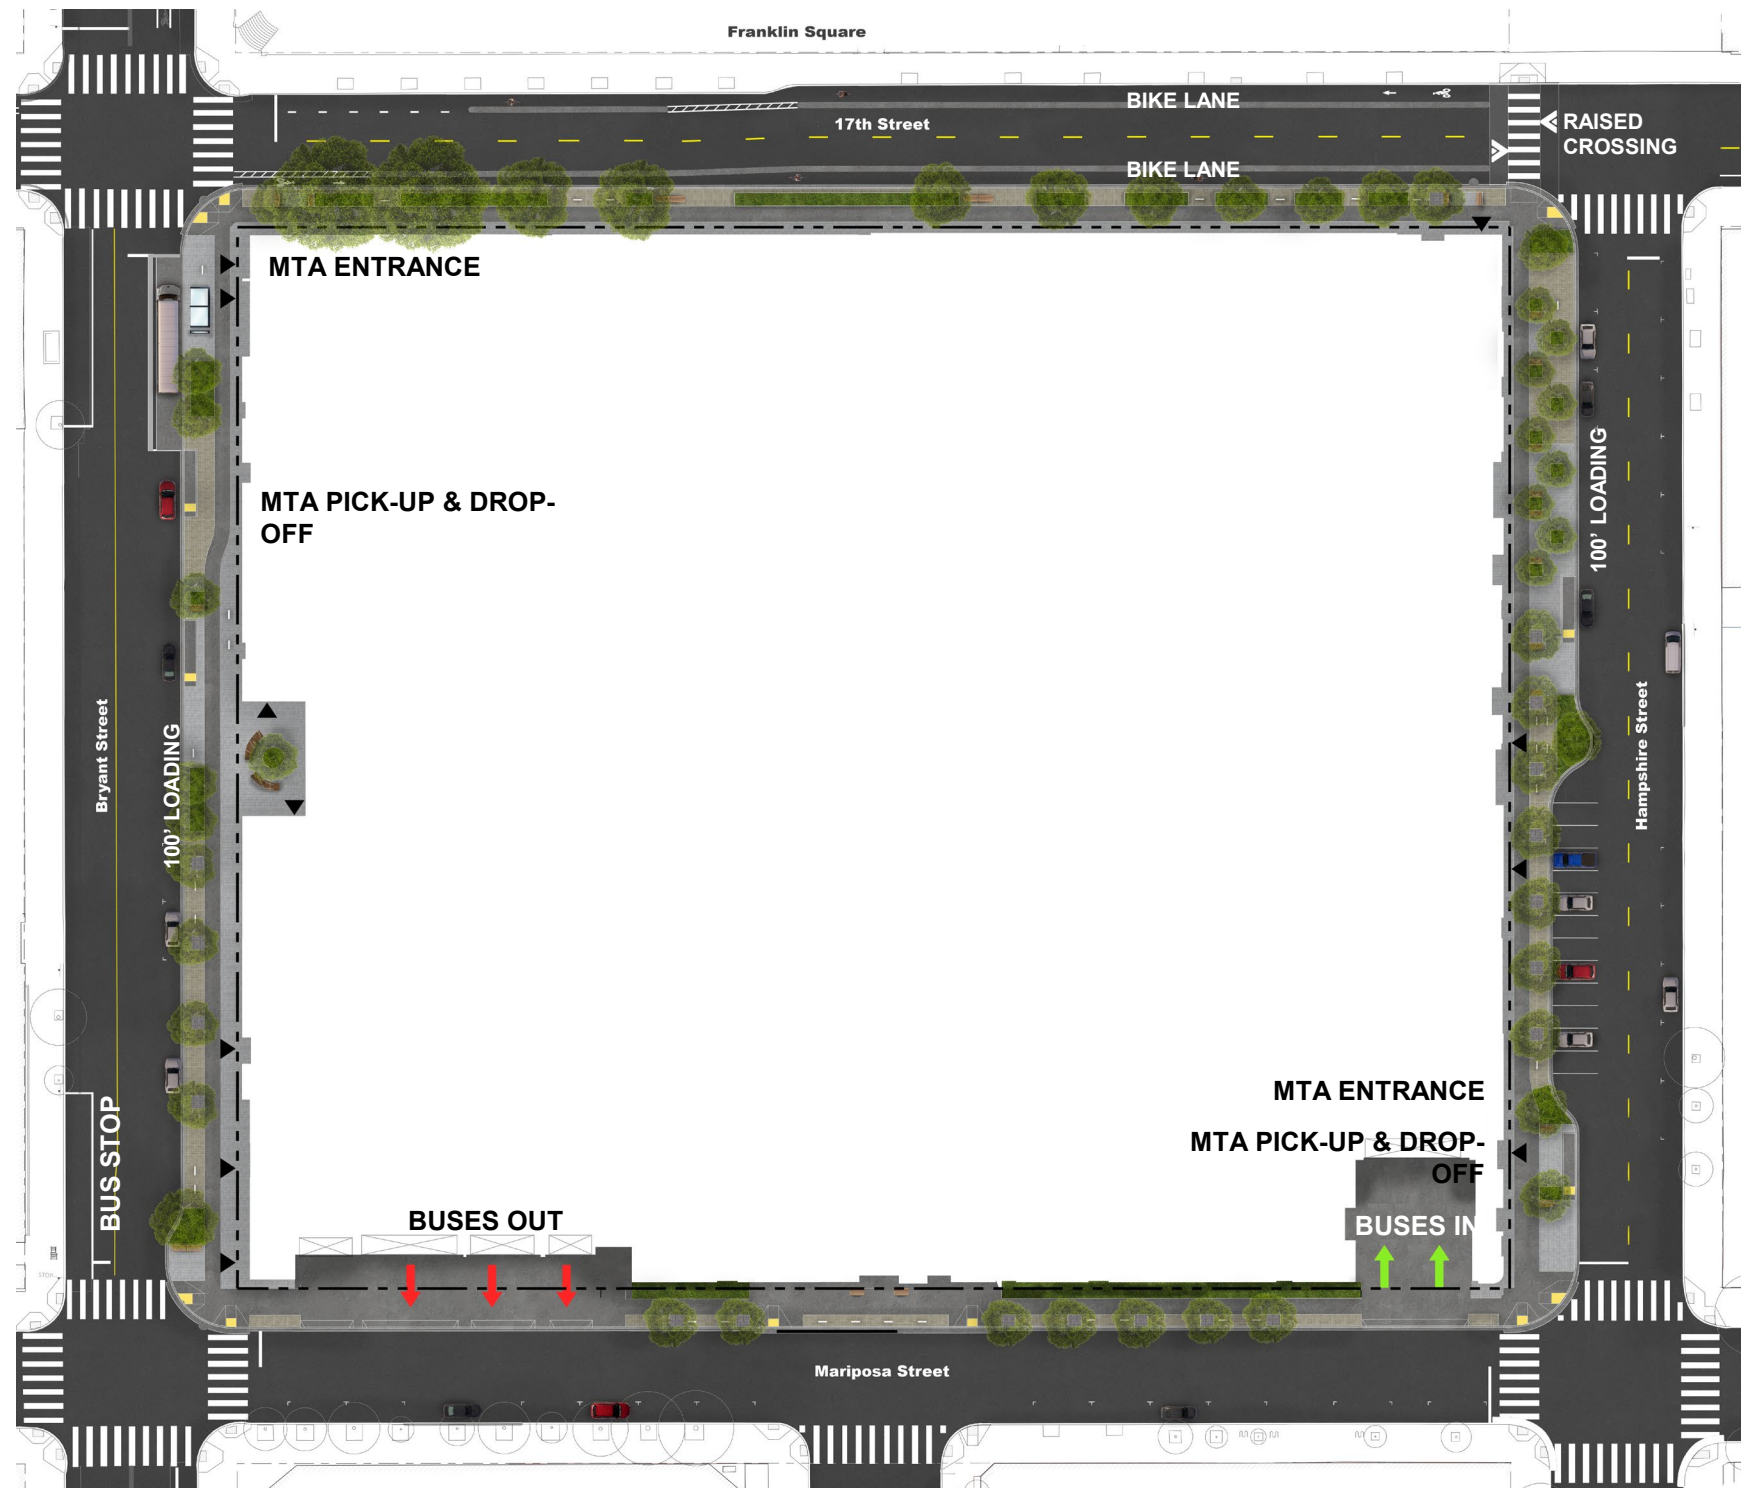 Franklin Square
BIKE LANE
17th Street
RAISED
CROSSING
BIKE LANE
MTA ENTRANCE
MTA PICK-UP & DROP-
OFF
100' LOADING
Bryant Street
100' LOADING
Hampshire Street
MTA ENTRANCE
MTA PICK-UP & DROP-
OFF
BUS STOP
BUSES OUT
BUSES IN
Mariposa Street